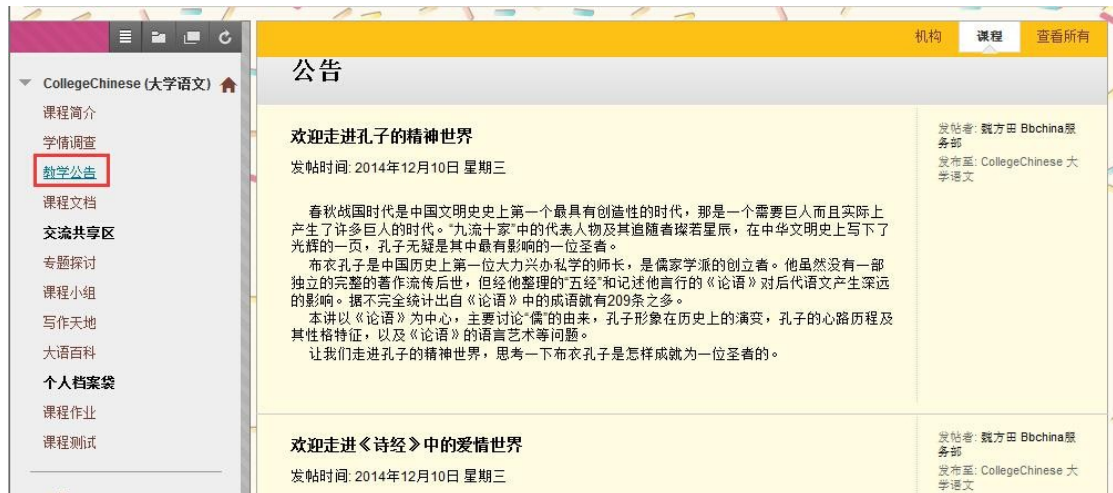 机构 课程 查看所有
CollegeChinese (大学语文)
课程简介
学情调查
教学公告
课程文档
交流共享区
专题探讨
课程小组
写作天地
大语百科
个人档案袋
课程作业
课程测试
公告
欢迎走进孔子的精神世界
发帖时间: 2014年12月10日 星期三
发帖者: 魏方田 Bbchina服
务部
发布至: CollegeChinese 大
学语文
春秋战国时代是中国文明史史上第一个最具有创造性的时代，那是一个需要巨人而且实际上
产生了许多巨人的时代。“九流十家”中的代表人物及其追随者璨若星辰，在中华文明史上写下了
光辉的一页，孔子无疑是其中最有影响的一位圣者。
布衣孔子是中国历史上第一位大力兴办私学的师长，是儒家学派的创立者。他虽然没有一部
独立的完整的著作流传后世，但经他整理的“五经”和记述他言行的《论语》对后代语文产生深远
的影响。据不完全统计出自《论语》中的成语就有209条之多。
本讲以《论语》为中心，主要讨论“儒”的由来，孔子形象在历史上的演变，孔子的心路历程及
其性格特征，以及《论语》的语言艺术等问题。
让我们走进孔子的精神世界，思考一下布衣孔子是怎样成就为一位圣者的。
欢迎走进《诗经》中的爱情世界
发帖时间: 2014年12月10日 星期三
发帖者: 魏方田 Bbchina服
务部
发布至: CollegeChinese 大
学语文